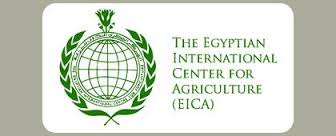 THE EGYPTIAN
INTERNATIONAL
CENTER FOR
AGRICULTURE
(EICA)